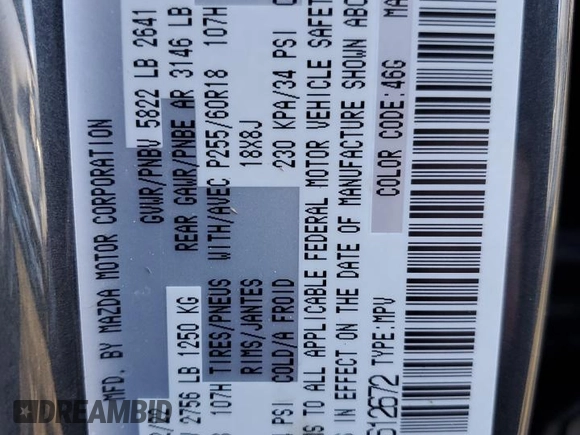 MFD. BY MAZDA MOTOR CORPORATION
GVWR/PNBV 5822 LB 2641
2756 LB 1250 KG REAR GAWR/PNBE AR 3146 LB
107H TIRES/PNEUS WITH/AVEC P255/60R18 107H
RIMS/JANTES 18X8J
PSI COLD/A FROID 230 KPA/34 PSI
TO ALL APPLICABLE FEDERAL MOTOR VEHICLE
IN EFFECT ON THE DATE OF MANUFACTURE SHOWN
612672 TYPE:MPV COLOR CODE:46G
DREAMBID